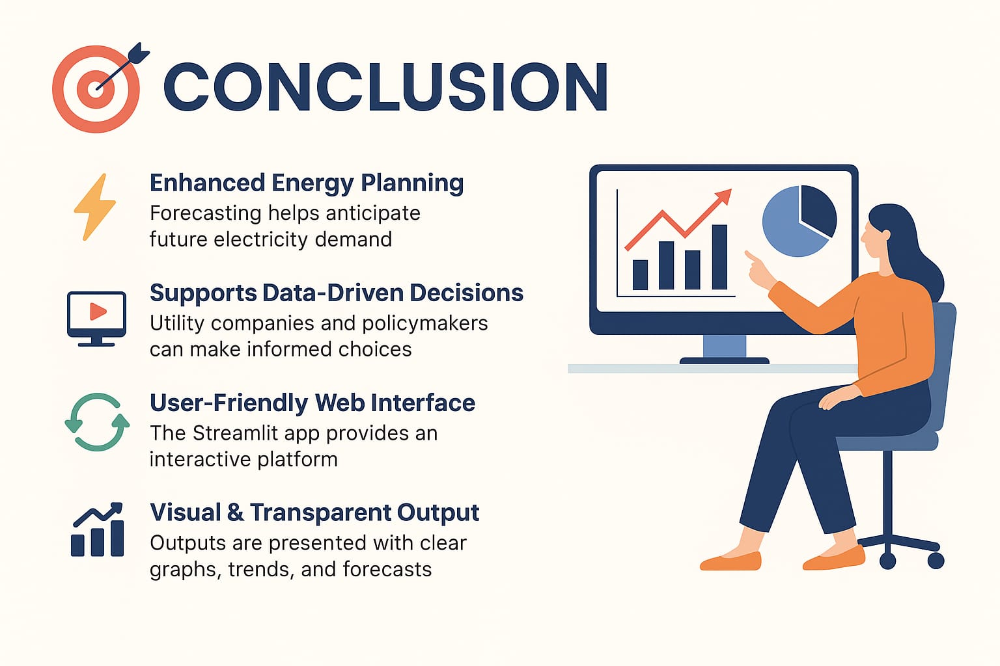 CONCLUSION
Enhanced Energy Planning
Forecasting helps anticipate
future electricity demand
Supports Data-Driven Decisions
Utility companies and policymakers
can make informed choices
User-Friendly Web Interface
The Streamlit app provides an
interactive platform
Visual & Transparent Output
Outputs are presented with clear
graphs, trends, and forecasts